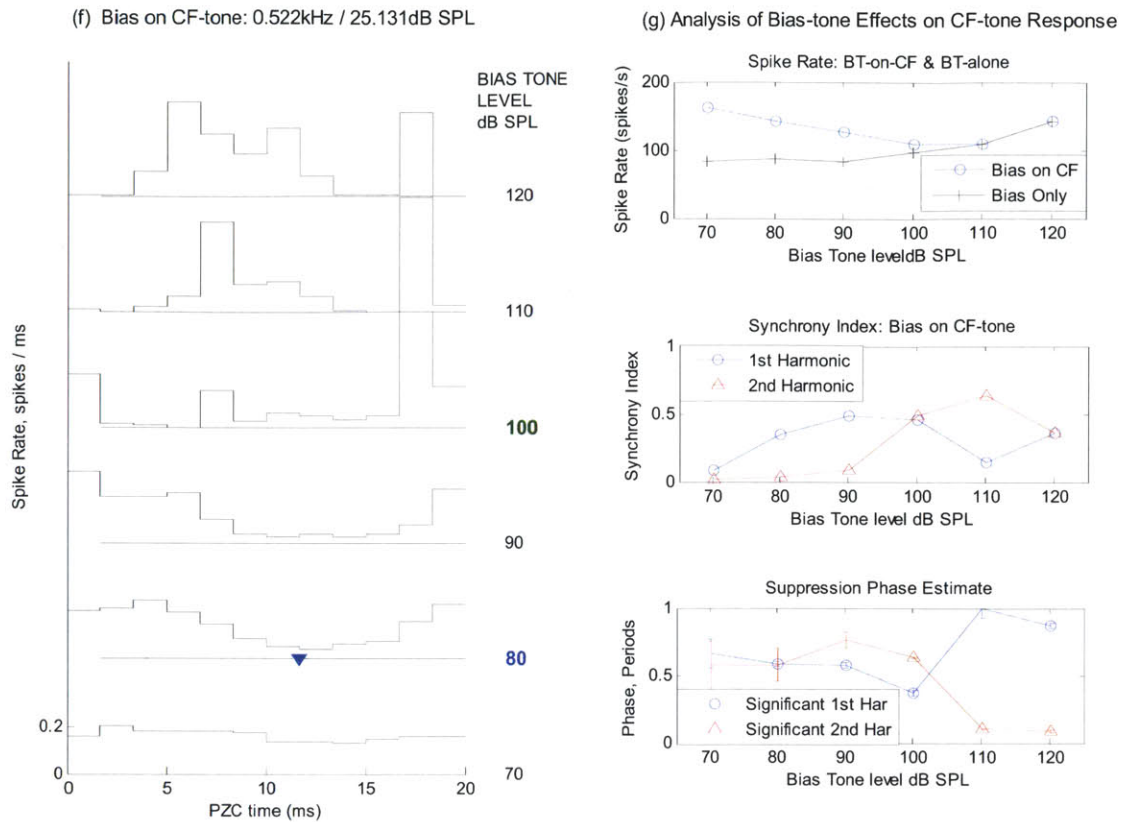 (f) Bias on CF-tone: 0.522kHz / 25.131dB SPL
BIAS TONE
LEVEL
dB SPL
120
110
100
90
80
70
Spike Rate, spikes / ms
0.2
0
0 5 10 15 20
PZC time (ms)
(g) Analysis of Bias-tone Effects on CF-tone Response
Spike Rate: BT-on-CF & BT-alone
Spike Rate (spikes/s)
200
100
0
Bias on CF
Bias Only
70 80 90 100 110 120
Bias Tone leveldB SPL
Synchrony Index: Bias on CF-tone
Synchrony Index
1
0.5
0
1st Harmonic
2nd Harmonic
70 80 90 100 110 120
Bias Tone level dB SPL
Suppression Phase Estimate
Phase, Periods
1
0.5
0
Significant 1st Har
Significant 2nd Har
70 80 90 100 110 120
Bias Tone level dB SPL